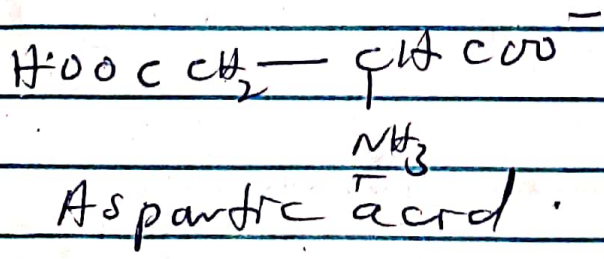 HOOC CH₂ — CH COO⁻
NH₃
Aspartic acid .